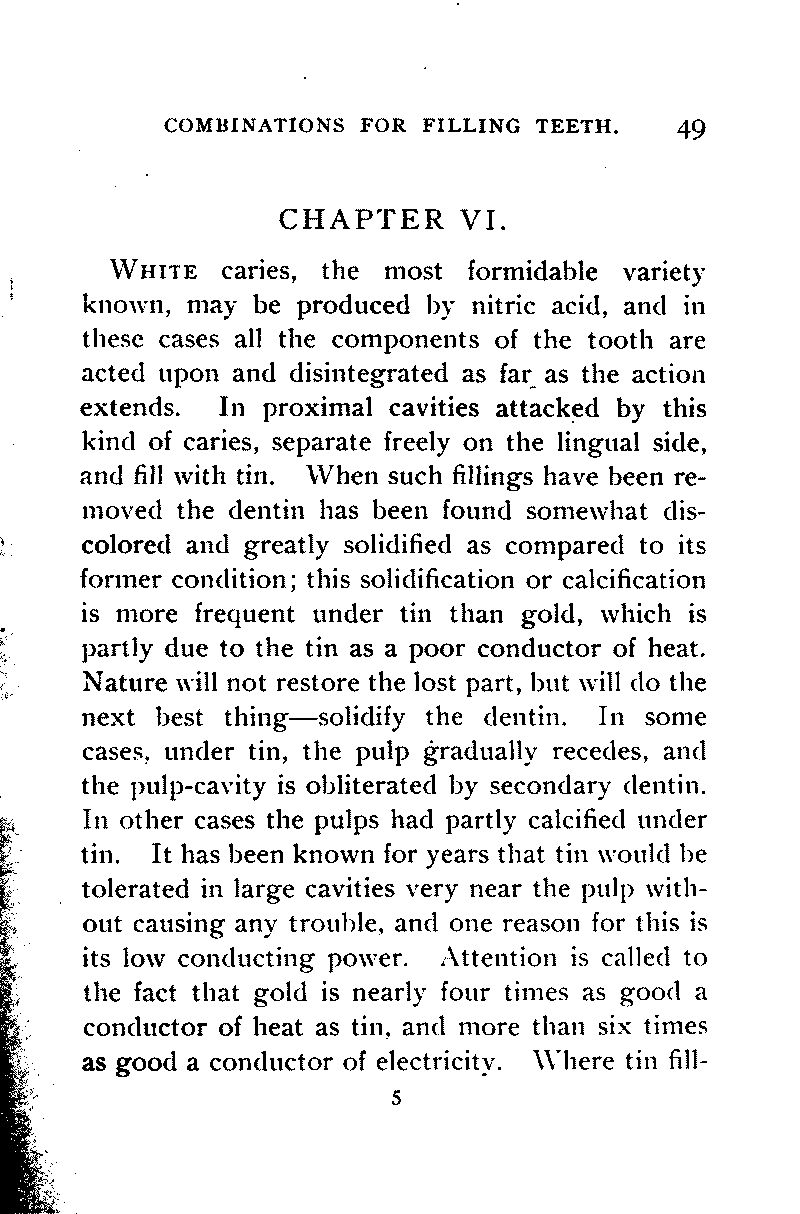 COMBINATIONS FOR FILLING TEETH. 49
CHAPTER VI.
WHITE caries, the most formidable variety
known, may be produced by nitric acid, and in
these cases all the components of the tooth are
acted upon and disintegrated as far as the action
extends. In proximal cavities attacked by this
kind of caries, separate freely on the lingual side,
and fill with tin. When such fillings have been re-
moved the dentin has been found somewhat dis-
colored and greatly solidified as compared to its
former condition; this solidification or calcification
is more frequent under tin than gold, which is
partly due to the tin as a poor conductor of heat.
Nature will not restore the lost part, but will do the
next best thing—solidify the dentin. In some
cases, under tin, the pulp gradually recedes, and
the pulp-cavity is obliterated by secondary dentin.
In other cases the pulps had partly calcified under
tin. It has been known for years that tin would be
tolerated in large cavities very near the pulp with-
out causing any trouble, and one reason for this is
its low conducting power. Attention is called to
the fact that gold is nearly four times as good a
conductor of heat as tin, and more than six times
as good a conductor of electricity. Where tin fill-
5